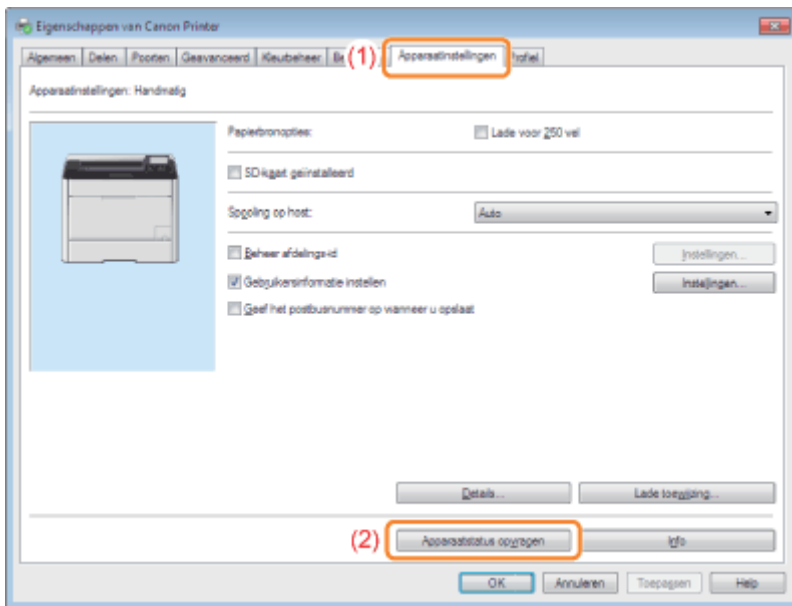 Eigenschappen van Canon Printer
Algemeen Delen Poorten Geavanceerd Kleurbeheer Be (1) Apparaatinstellingen Profiel
Apparaatinstellingen: Handmatig
Papierbronopties: Lade voor 250 vel
SD-kaart geïnstalleerd
Spooling op host: Auto
Beheer afdelings-id Instellingen...
Gebruikersinformatie instellen Instellingen...
Geef het postbusnummer op wanneer u opslaat
Details... Lade toewijzing...
(2) Apparaatstatus opvragen Info
OK Annuleren Toepassen Help